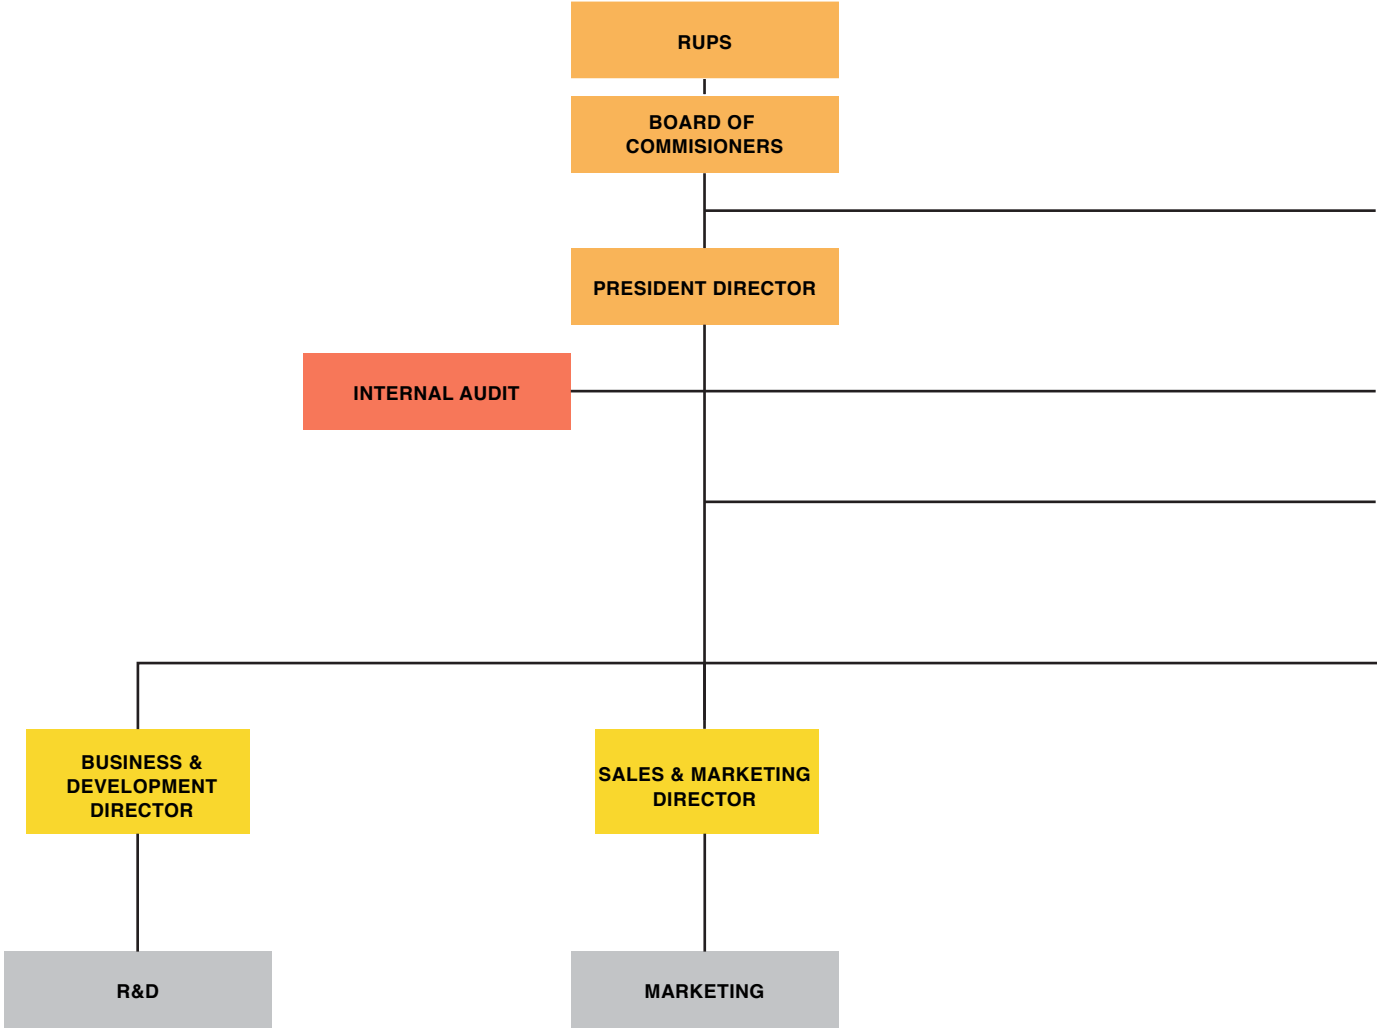 RUPS
BOARD OF
COMMISIONERS
PRESIDENT DIRECTOR
INTERNAL AUDIT
BUSINESS &
DEVELOPMENT
DIRECTOR
SALES & MARKETING
DIRECTOR
R&D
MARKETING